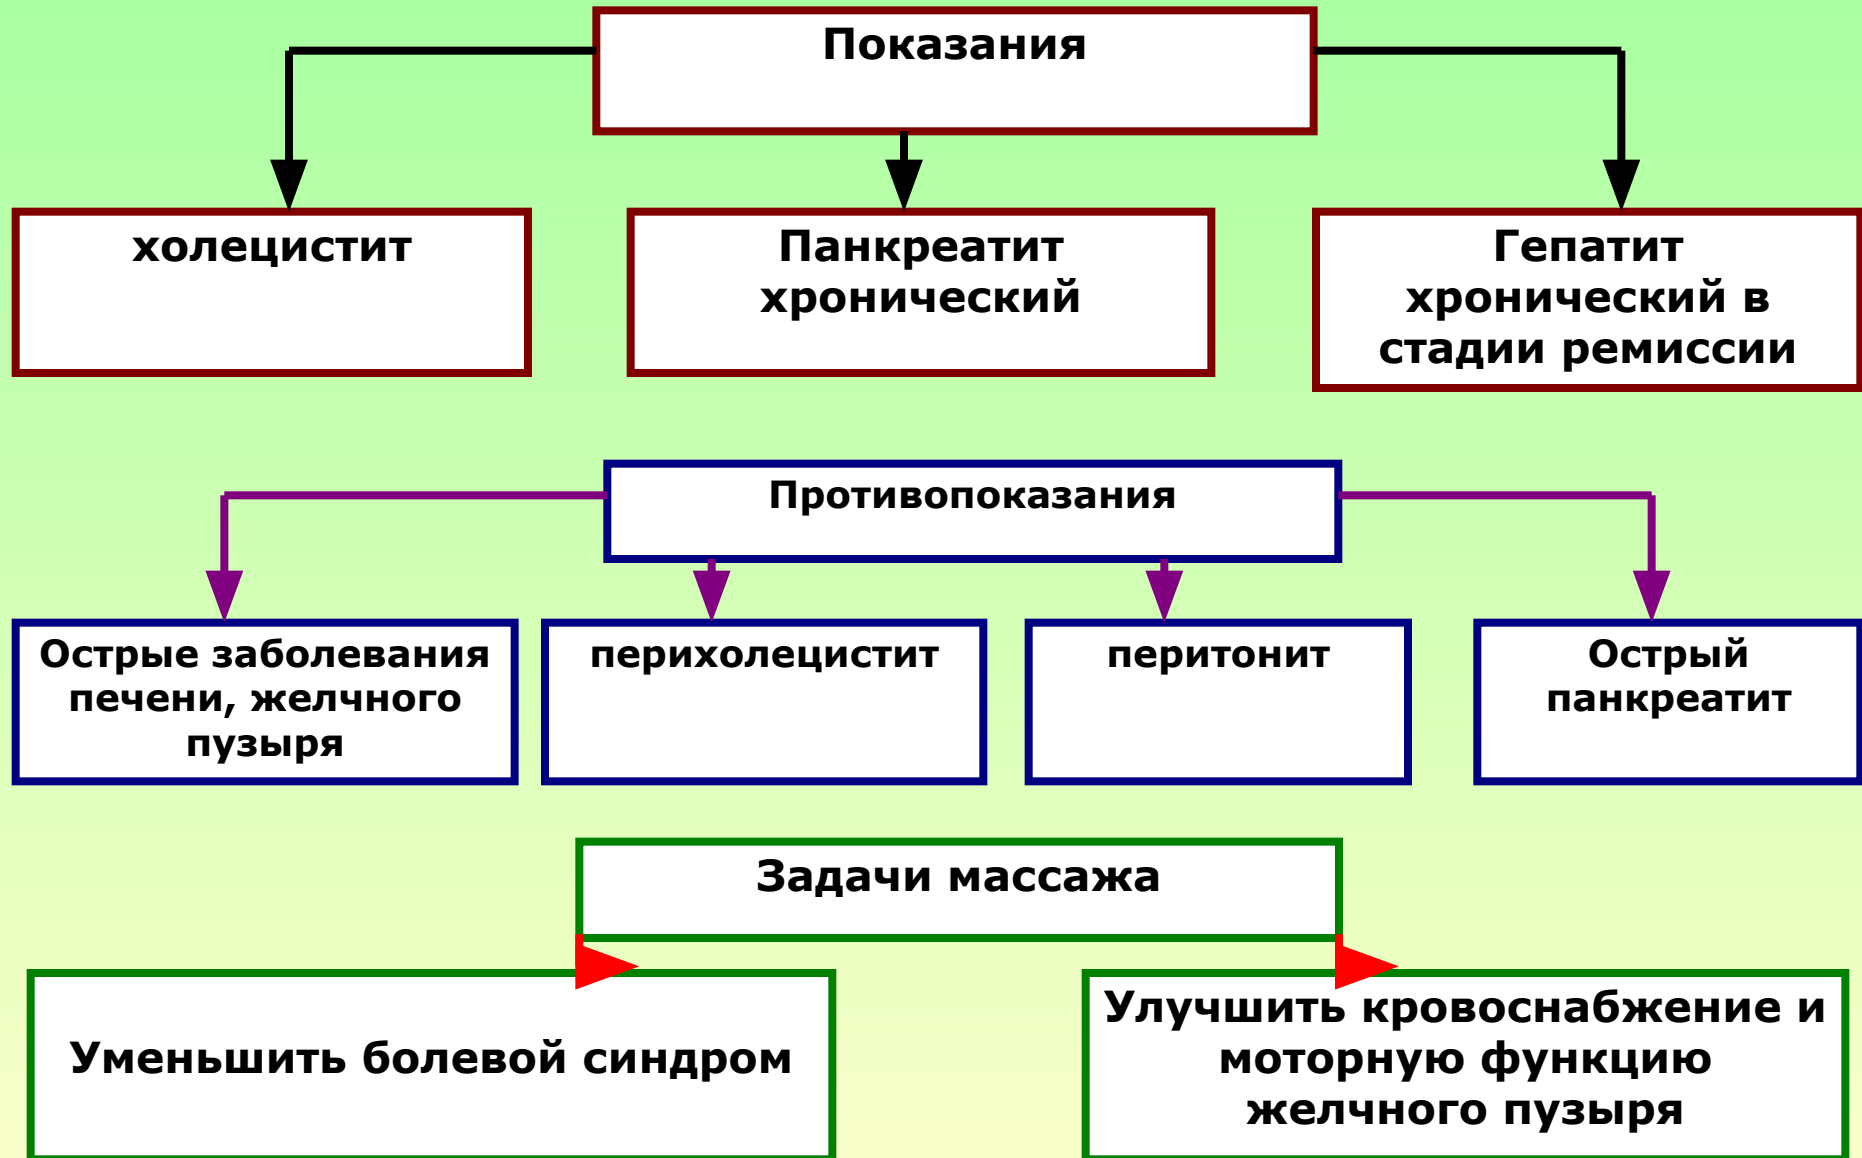 Показания
холецистит
Панкреатит
хронический
Гепатит
хронический в
стадии ремиссии
Противопоказания
Острые заболевания
печени, желчного
пузыря
перихолецистит
перитонит
Острый
панкреатит
Задачи массажа
Уменьшить болевой синдром
Улучшить кровоснабжение и
моторную функцию
желчного пузыря